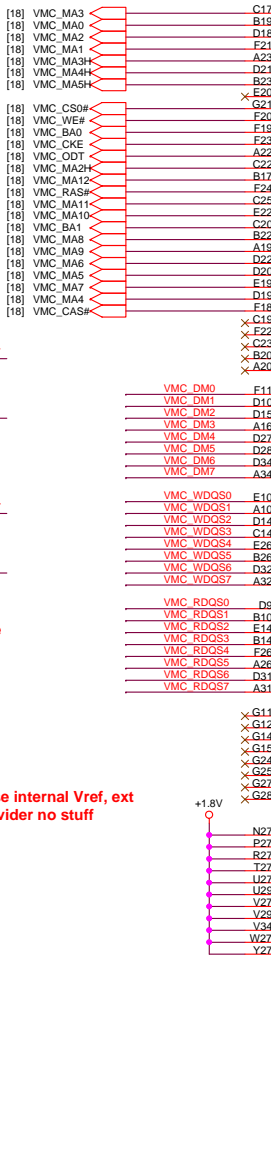 [18] VMC_MA3 C17
[18] VMC_MA0 B19
[18] VMC_MA2 D18
[18] VMC_MA1 F21
[18] VMC_MA3H A23
[18] VMC_MA4H D21
[18] VMC_MA5H B23
E20
[18] VMC_CS0# G21
[18] VMC_WE# F20
[18] VMC_BA0 F19
[18] VMC_CKE F23
[18] VMC_ODT A22
[18] VMC_MA2H C22
[18] VMC_MA12 B17
[18] VMC_RAS# F24
[18] VMC_MA11 C25
[18] VMC_MA10 E22
[18] VMC_BA1 C20
[18] VMC_MA8 B22
[18] VMC_MA9 A19
[18] VMC_MA6 D22
[18] VMC_MA5 D20
[18] VMC_MA7 E19
[18] VMC_MA4 D19
[18] VMC_CAS# F18
C19
F22
C23
B20
A20
VMC_DM0 F11
VMC_DM1 D10
VMC_DM2 D15
VMC_DM3 A16
VMC_DM4 D27
VMC_DM5 D28
VMC_DM6 D34
VMC_DM7 A34
VMC_WDQS0 E10
VMC_WDQS1 A10
VMC_WDQS2 D14
VMC_WDQS3 C14
VMC_WDQS4 E26
VMC_WDQS5 B26
VMC_WDQS6 D32
VMC_WDQS7 A32
VMC_RDQS0 D9
VMC_RDQS1 B10
VMC_RDQS2 E14
VMC_RDQS3 B14
VMC_RDQS4 F26
VMC_RDQS5 A26
VMC_RDQS6 D31
VMC_RDQS7 A31
G11
G12
G14
G15
G24
G25
G27
G28
e internal Vref, ext
vider no stuff
+1.8V
N27
P27
R27
T27
U27
U29
V27
V29
V34
W27
Y27